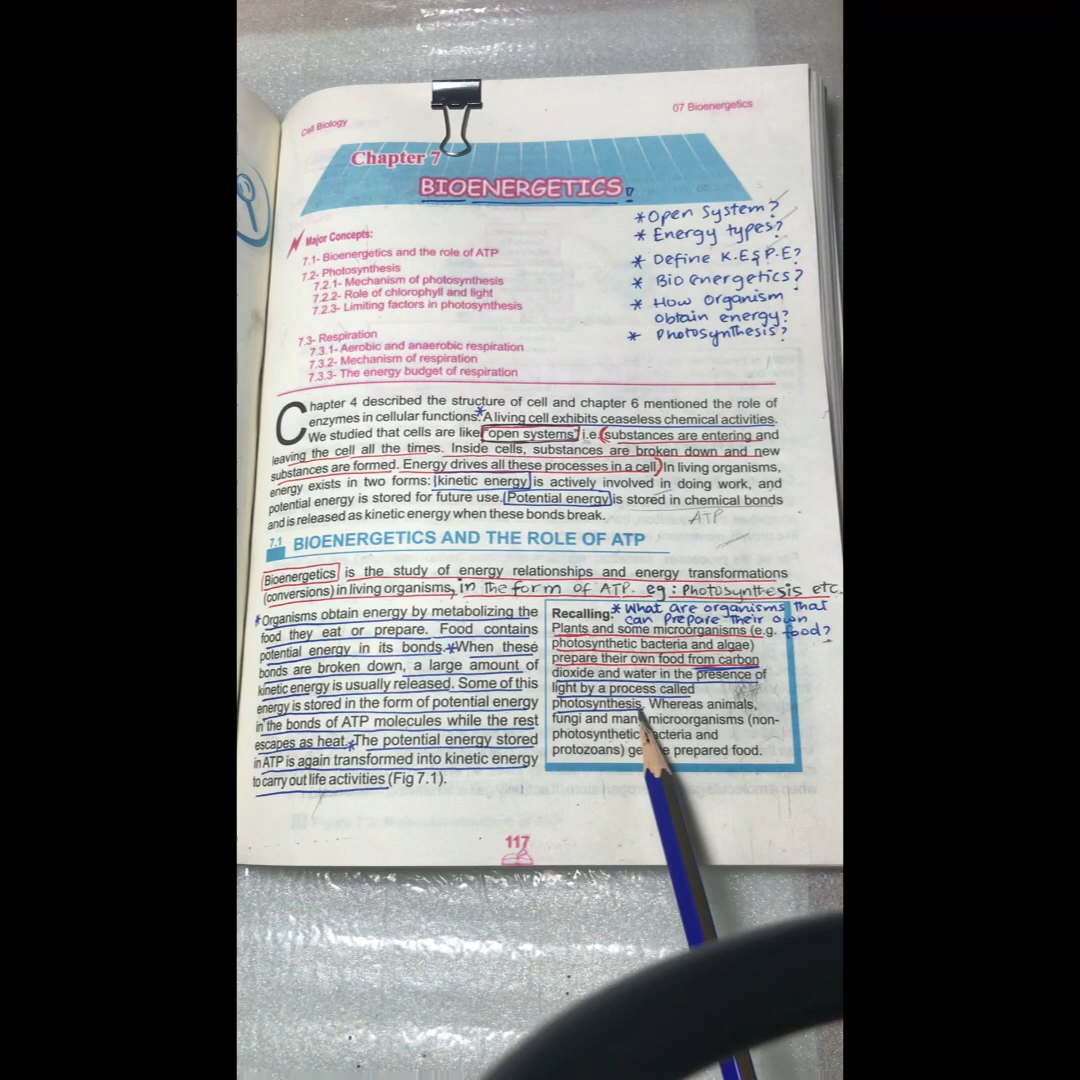 Cell Biology
07 Bioenergetics
Chapter 7
BIOENERGETICS
*Open System?
* Energy types?
* Define K.E & P.E?
* Bioenergetics?
* How organism
obtain energy?
* Photosynthesis?
Major Concepts:
7.1- Bioenergetics and the role of ATP
7.2- Photosynthesis
7.2.1- Mechanism of photosynthesis
7.2.2- Role of chlorophyll and light
7.2.3- Limiting factors in photosynthesis
7.3- Respiration
7.3.1- Aerobic and anaerobic respiration
7.3.2- Mechanism of respiration
7.3.3- The energy budget of respiration
Chapter 4 described the structure of cell and chapter 6 mentioned the role of
enzymes in cellular functions.*A living cell exhibits ceaseless chemical activities.
We studied that cells are like "open systems" i.e. (substances are entering and
leaving the cell all the times. Inside cells, substances are broken down and new
substances are formed. Energy drives all these processes in a cell.) In living organisms,
energy exists in two forms: kinetic energy is actively involved in doing work, and
potential energy is stored for future use. Potential energy is stored in chemical bonds
and is released as kinetic energy when these bonds break.
ATP
7.1 BIOENERGETICS AND THE ROLE OF ATP
Bioenergetics is the study of energy relationships and energy transformations
(conversions) in living organisms, in the form of ATP. eg: Photosynthesis etc.
*Organisms obtain energy by metabolizing the
food they eat or prepare. Food contains
potential energy in its bonds.*When these
bonds are broken down, a large amount of
kinetic energy is usually released. Some of this
energy is stored in the form of potential energy
in the bonds of ATP molecules while the rest
escapes as heat.*The potential energy stored
in ATP is again transformed into kinetic energy
to carry out life activities (Fig 7.1).
Recalling: *What are organisms that
can prepare their own
food?
Plants and some microorganisms (e.g.
photosynthetic bacteria and algae)
prepare their own food from carbon
dioxide and water in the presence of
light by a process called
photosynthesis. Whereas animals,
fungi and many microorganisms (non-
photosynthetic bacteria and
protozoans) prepared food.
117